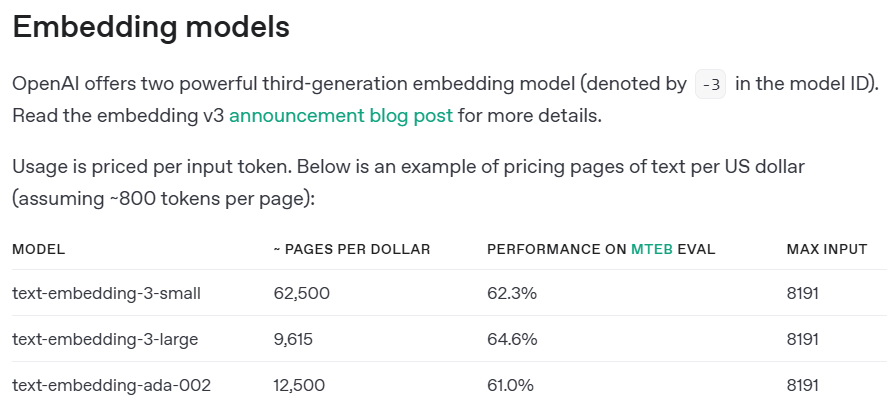 Embedding models
OpenAI offers two powerful third-generation embedding model (denoted by -3 in the model ID).
Read the embedding v3 announcement blog post for more details.
Usage is priced per input token. Below is an example of pricing pages of text per US dollar
(assuming ~800 tokens per page):
MODEL ~ PAGES PER DOLLAR PERFORMANCE ON MTEB EVAL MAX INPUT
text-embedding-3-small 62,500 62.3% 8191
text-embedding-3-large 9,615 64.6% 8191
text-embedding-ada-002 12,500 61.0% 8191